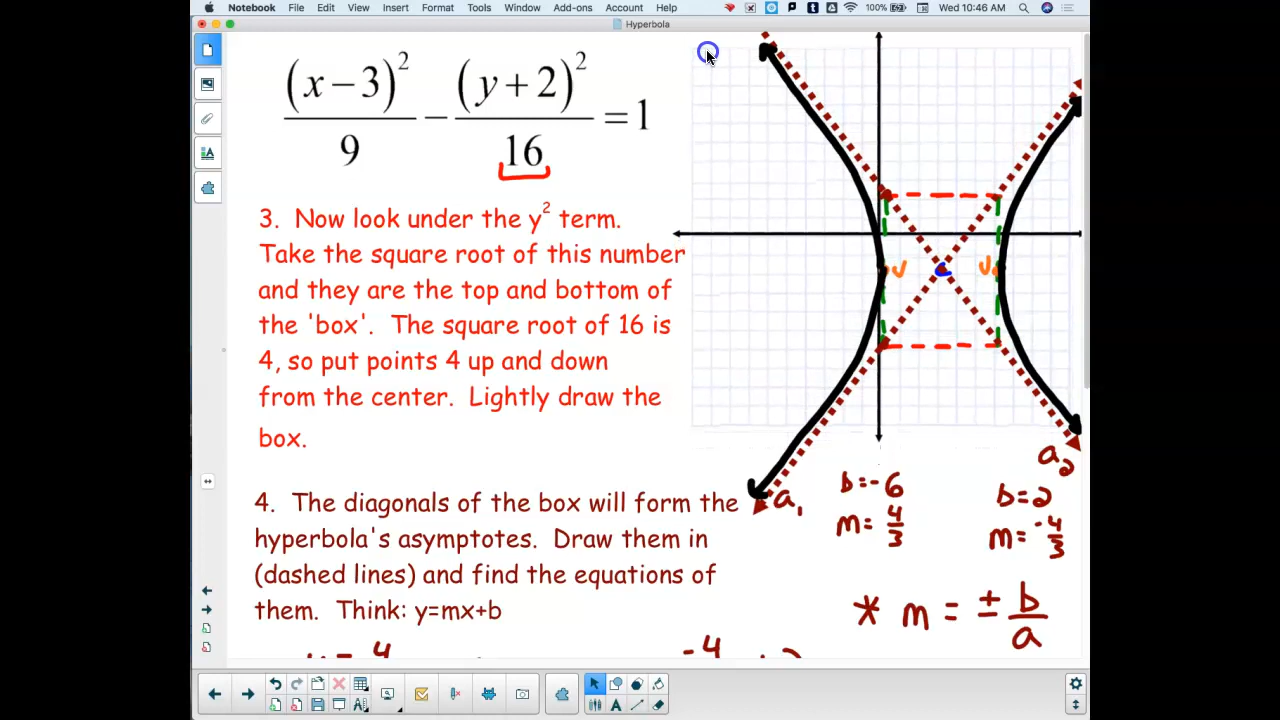 Notebook File Edit View Insert Format Tools Window Add-ons Account Help 100% Wed 10:46 AM
Hyperbola
(x−3)² / 9 − (y+2)² / 16 = 1
3. Now look under the y² term.
Take the square root of this number
and they are the top and bottom of
the 'box'. The square root of 16 is
4, so put points 4 up and down
from the center. Lightly draw the
box.
v c v
a₁ a₂
b=-6
m= 4/3
b=2
m= -4/3
4. The diagonals of the box will form the
hyperbola's asymptotes. Draw them in
(dashed lines) and find the equations of
them. Think: y=mx+b
* m = ± b/a